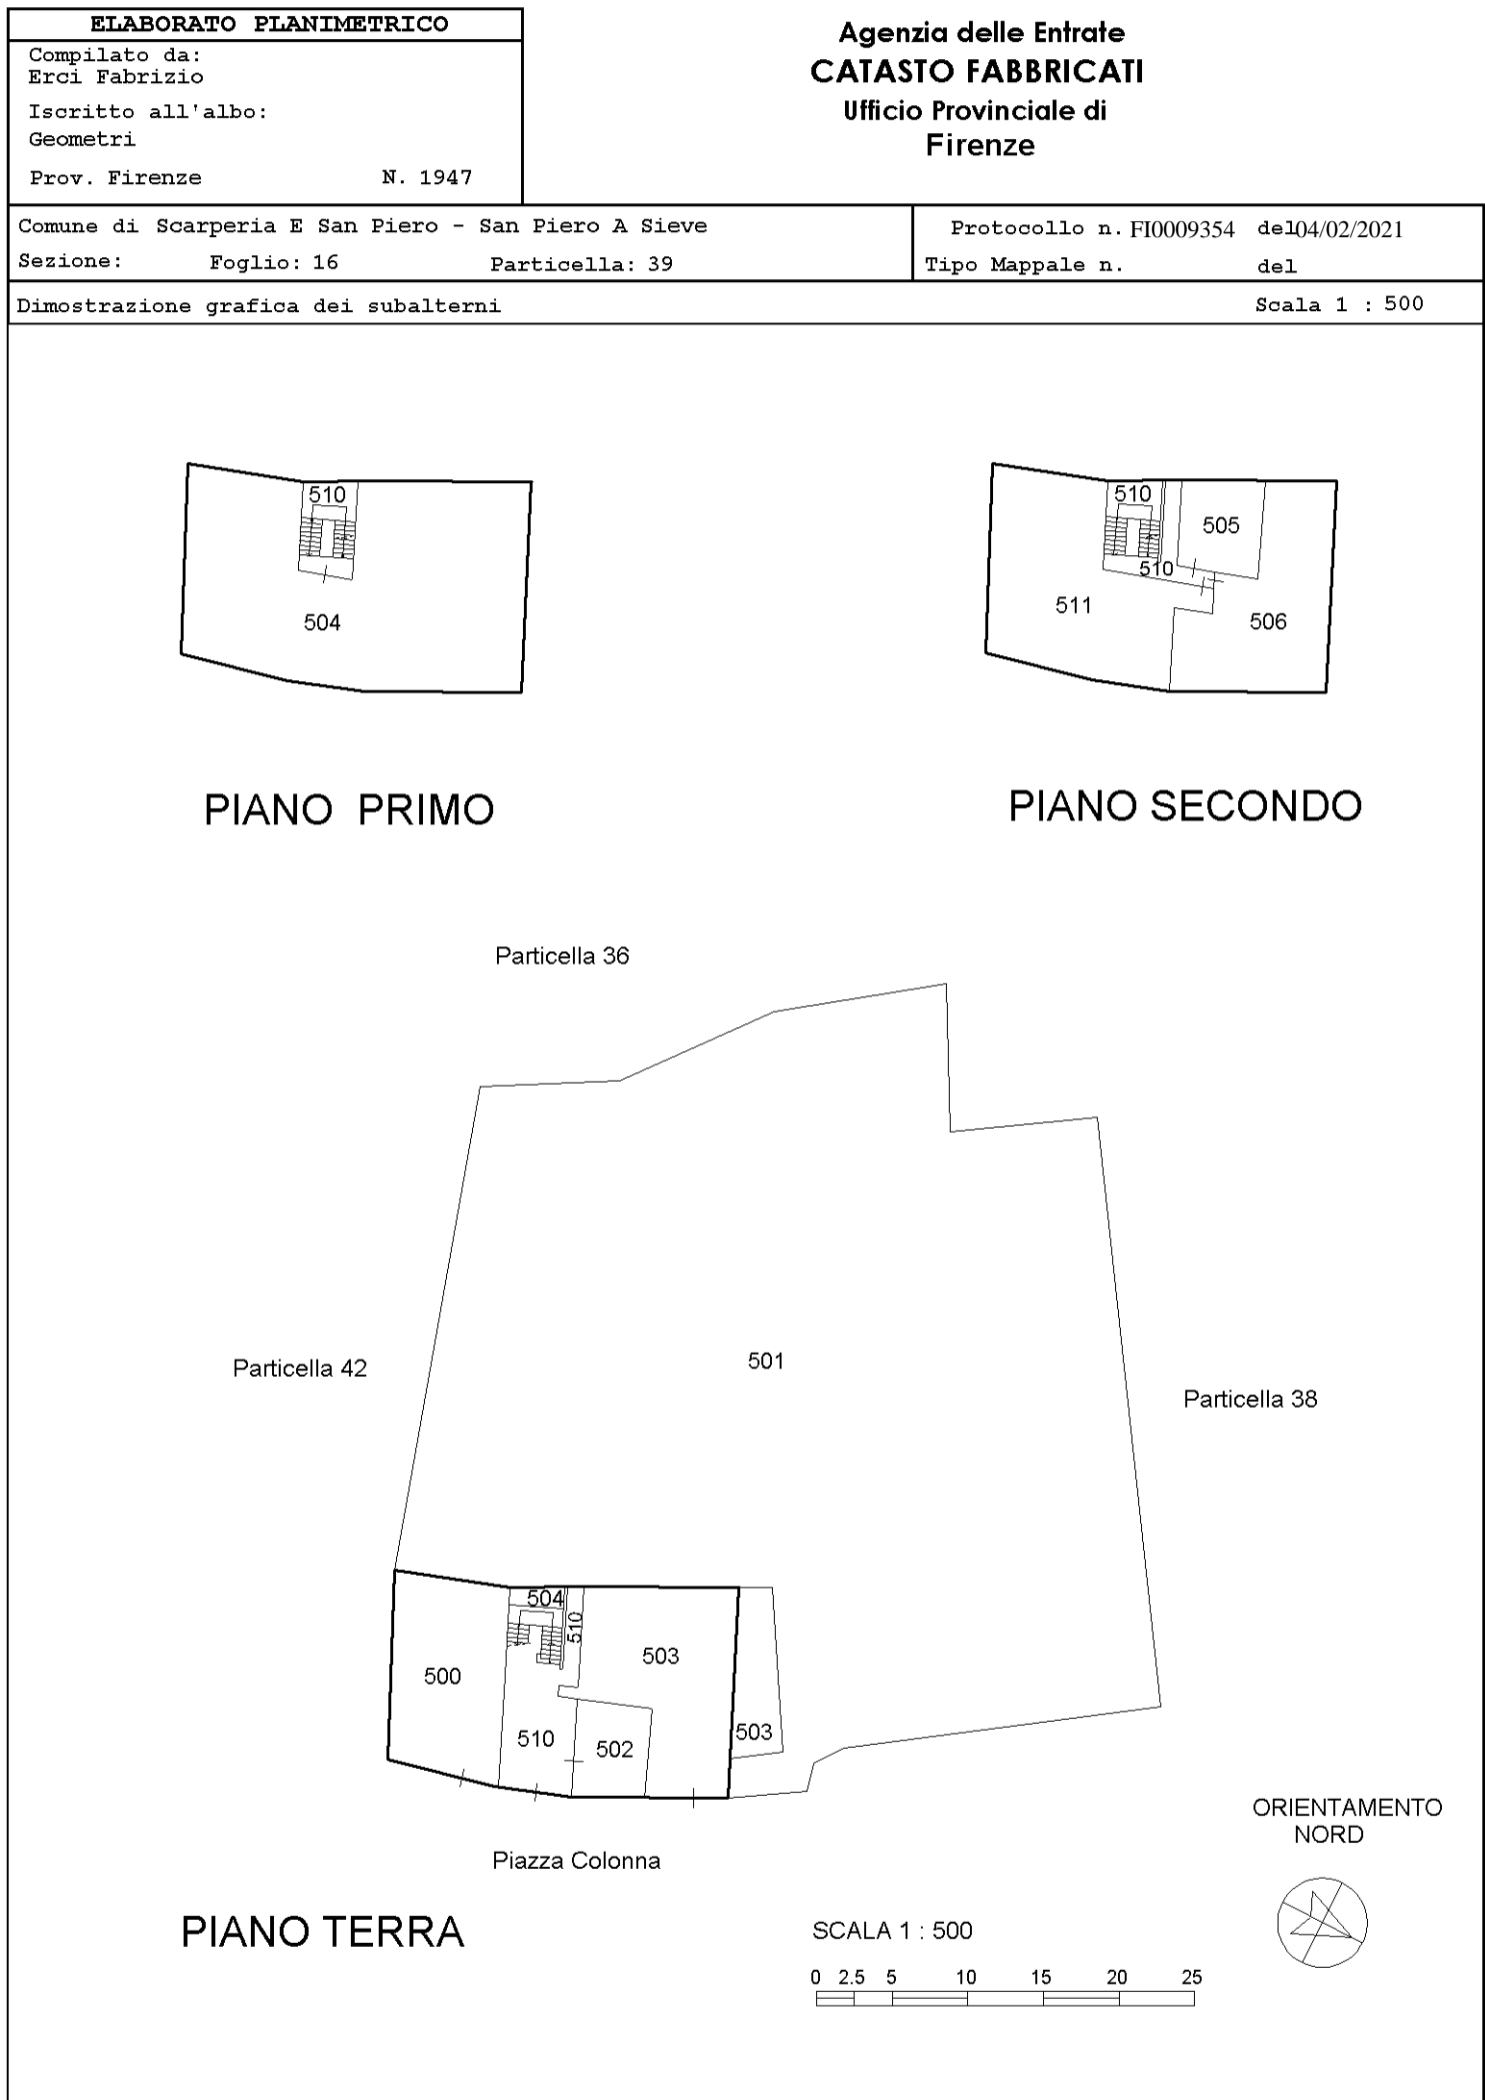 ELABORATO PLANIMETRICO
Compilato da:
Erci Fabrizio
Iscritto all'albo:
Geometri
Prov. Firenze N. 1947
Agenzia delle Entrate
CATASTO FABBRICATI
Ufficio Provinciale di
Firenze
Comune di Scarperia E San Piero - San Piero A Sieve
Sezione: Foglio: 16 Particella: 39
Protocollo n. FI0009354 del 04/02/2021
Tipo Mappale n. del
Dimostrazione grafica dei subalterni Scala 1 : 500
510
504
PIANO PRIMO
510
505
510
511
506
PIANO SECONDO
Particella 36
Particella 42
501
Particella 38
504
510
503
500
510
502
503
Piazza Colonna
PIANO TERRA
ORIENTAMENTO
NORD
SCALA 1 : 500
0 2.5 5 10 15 20 25